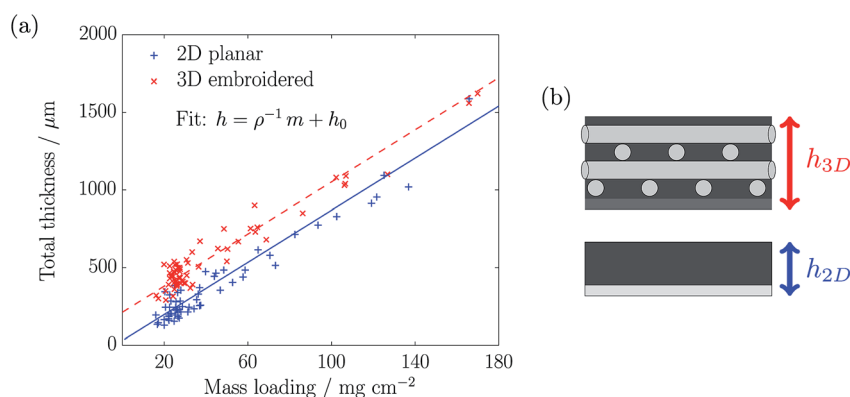 (a)
2000
1500
1000
500
0
Total thickness / μm
2D planar
3D embroidered
Fit: h = ρ⁻¹ m + h₀
20 60 100 140 180
Mass loading / mg cm⁻²
(b)
h₃D
h₂D